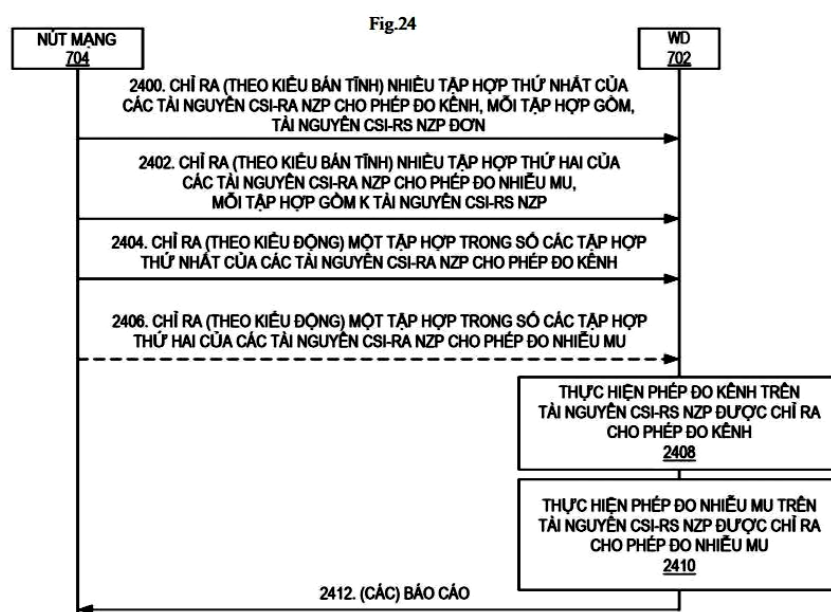 Fig.24
NÚT MẠNG
704
WD
702
2400. CHỈ RA (THEO KIỂU BÁN TĨNH) NHIỀU TẬP HỢP THỨ NHẤT CỦA
CÁC TÀI NGUYÊN CSI-RA NZP CHO PHÉP ĐO KÊNH, MỖI TẬP HỢP GỒM,
TÀI NGUYÊN CSI-RS NZP ĐƠN
2402. CHỈ RA (THEO KIỂU BÁN TĨNH) NHIỀU TẬP HỢP THỨ HAI CỦA
CÁC TÀI NGUYÊN CSI-RA NZP CHO PHÉP ĐO NHIỄU MU,
MỖI TẬP HỢP GỒM K TÀI NGUYÊN CSI-RS NZP
2404. CHỈ RA (THEO KIỂU ĐỘNG) MỘT TẬP HỢP TRONG SỐ CÁC TẬP HỢP
THỨ NHẤT CỦA CÁC TÀI NGUYÊN CSI-RA NZP CHO PHÉP ĐO KÊNH
2406. CHỈ RA (THEO KIỂU ĐỘNG) MỘT TẬP HỢP TRONG SỐ CÁC TẬP HỢP
THỨ HAI CỦA CÁC TÀI NGUYÊN CSI-RA NZP CHO PHÉP ĐO NHIỄU MU
THỰC HIỆN PHÉP ĐO KÊNH TRÊN
TÀI NGUYÊN CSI-RS NZP ĐƯỢC CHỈ RA
CHO PHÉP ĐO KÊNH
2408
THỰC HIỆN PHÉP ĐO NHIỄU MU TRÊN
TÀI NGUYÊN CSI-RS NZP ĐƯỢC CHỈ RA
CHO PHÉP ĐO NHIỄU MU
2410
2412. (CÁC) BÁO CÁO